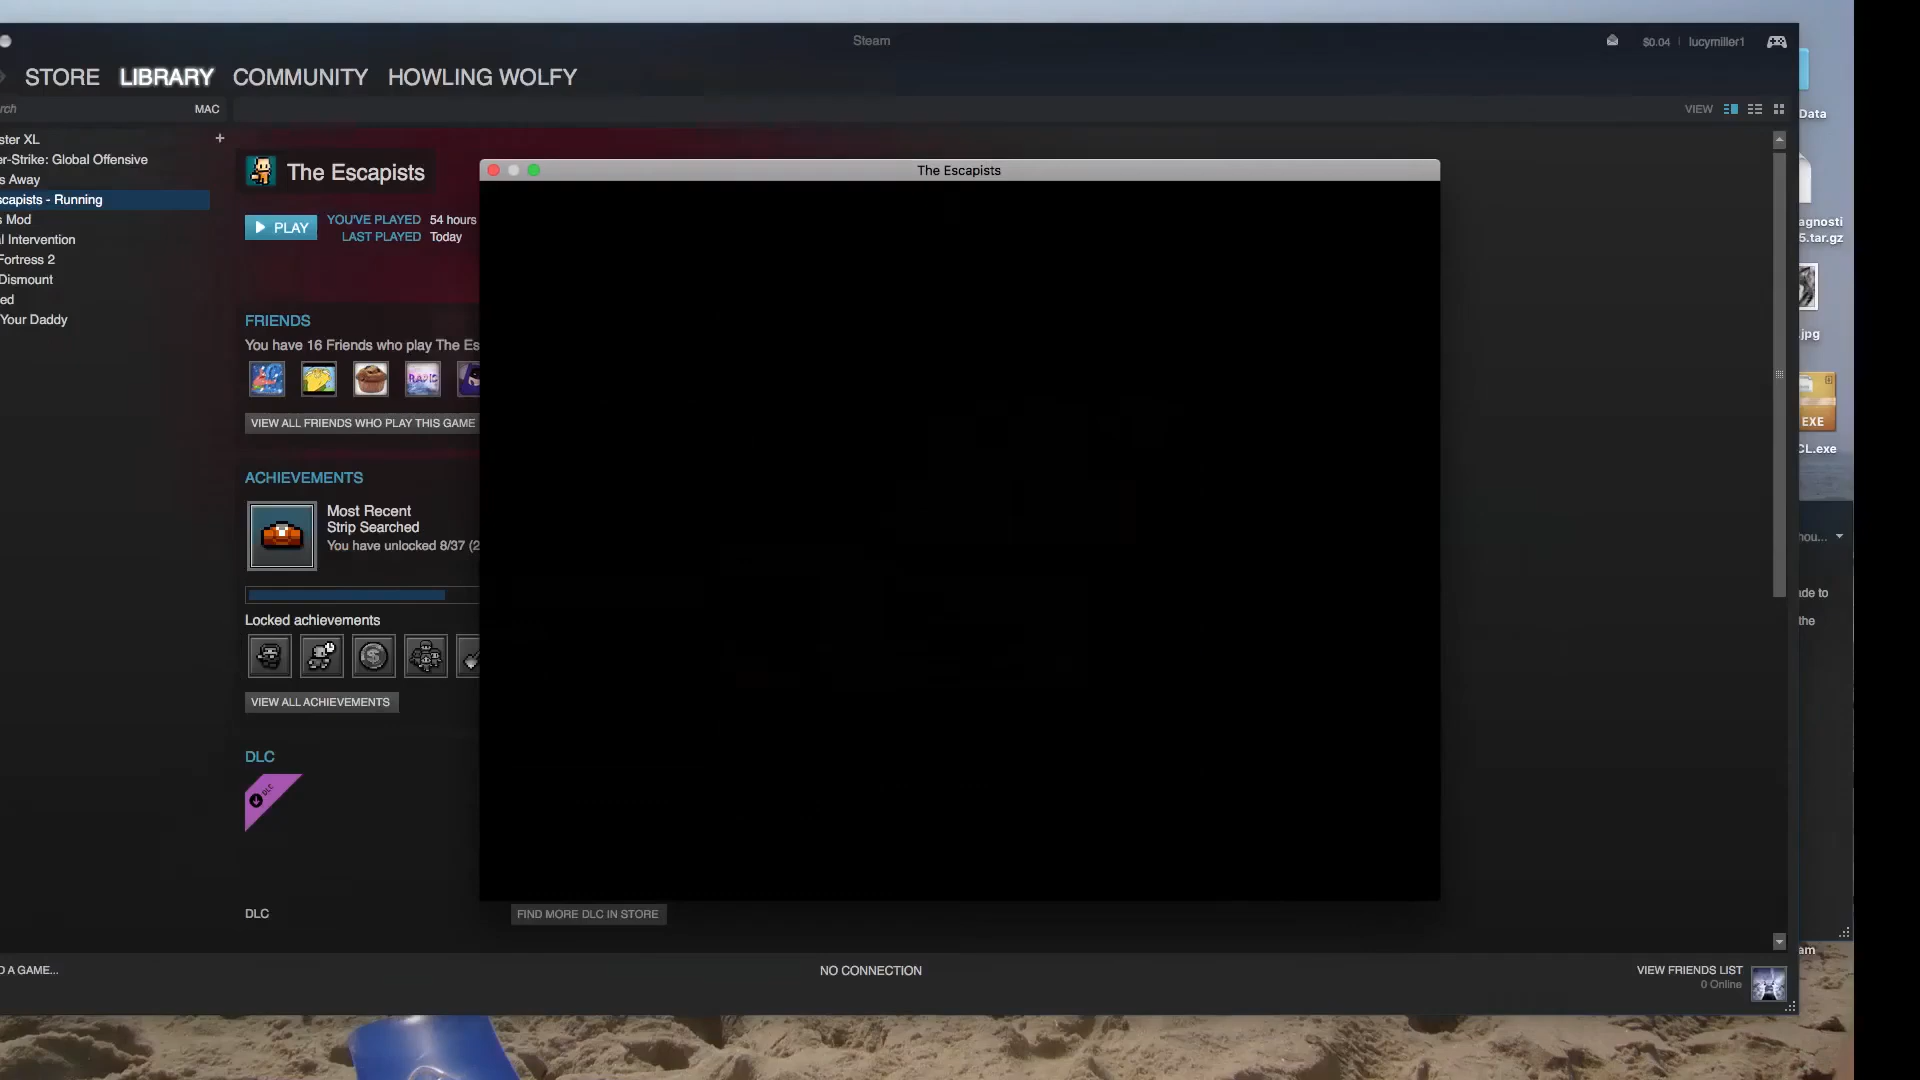 Steam
$0.04 lucymiller1
STORE LIBRARY COMMUNITY HOWLING WOLFY
rch MAC VIEW
ster XL +
er-Strike: Global Offensive
s Away
scapists - Running
s Mod
al Intervention
Fortress 2
Dismount
ed
Your Daddy
The Escapists
PLAY
YOU'VE PLAYED 54 hours
LAST PLAYED Today
FRIENDS
You have 16 Friends who play The Es
VIEW ALL FRIENDS WHO PLAY THIS GAME
ACHIEVEMENTS
Most Recent
Strip Searched
You have unlocked 8/37 (2
Locked achievements
VIEW ALL ACHIEVEMENTS
DLC
DLC
DLC
FIND MORE DLC IN STORE
The Escapists
D A GAME...
NO CONNECTION
VIEW FRIENDS LIST
0 Online
Data
agnosti
5.tar.gz
.jpg
EXE
CL.exe
hou...
ade to
the
am